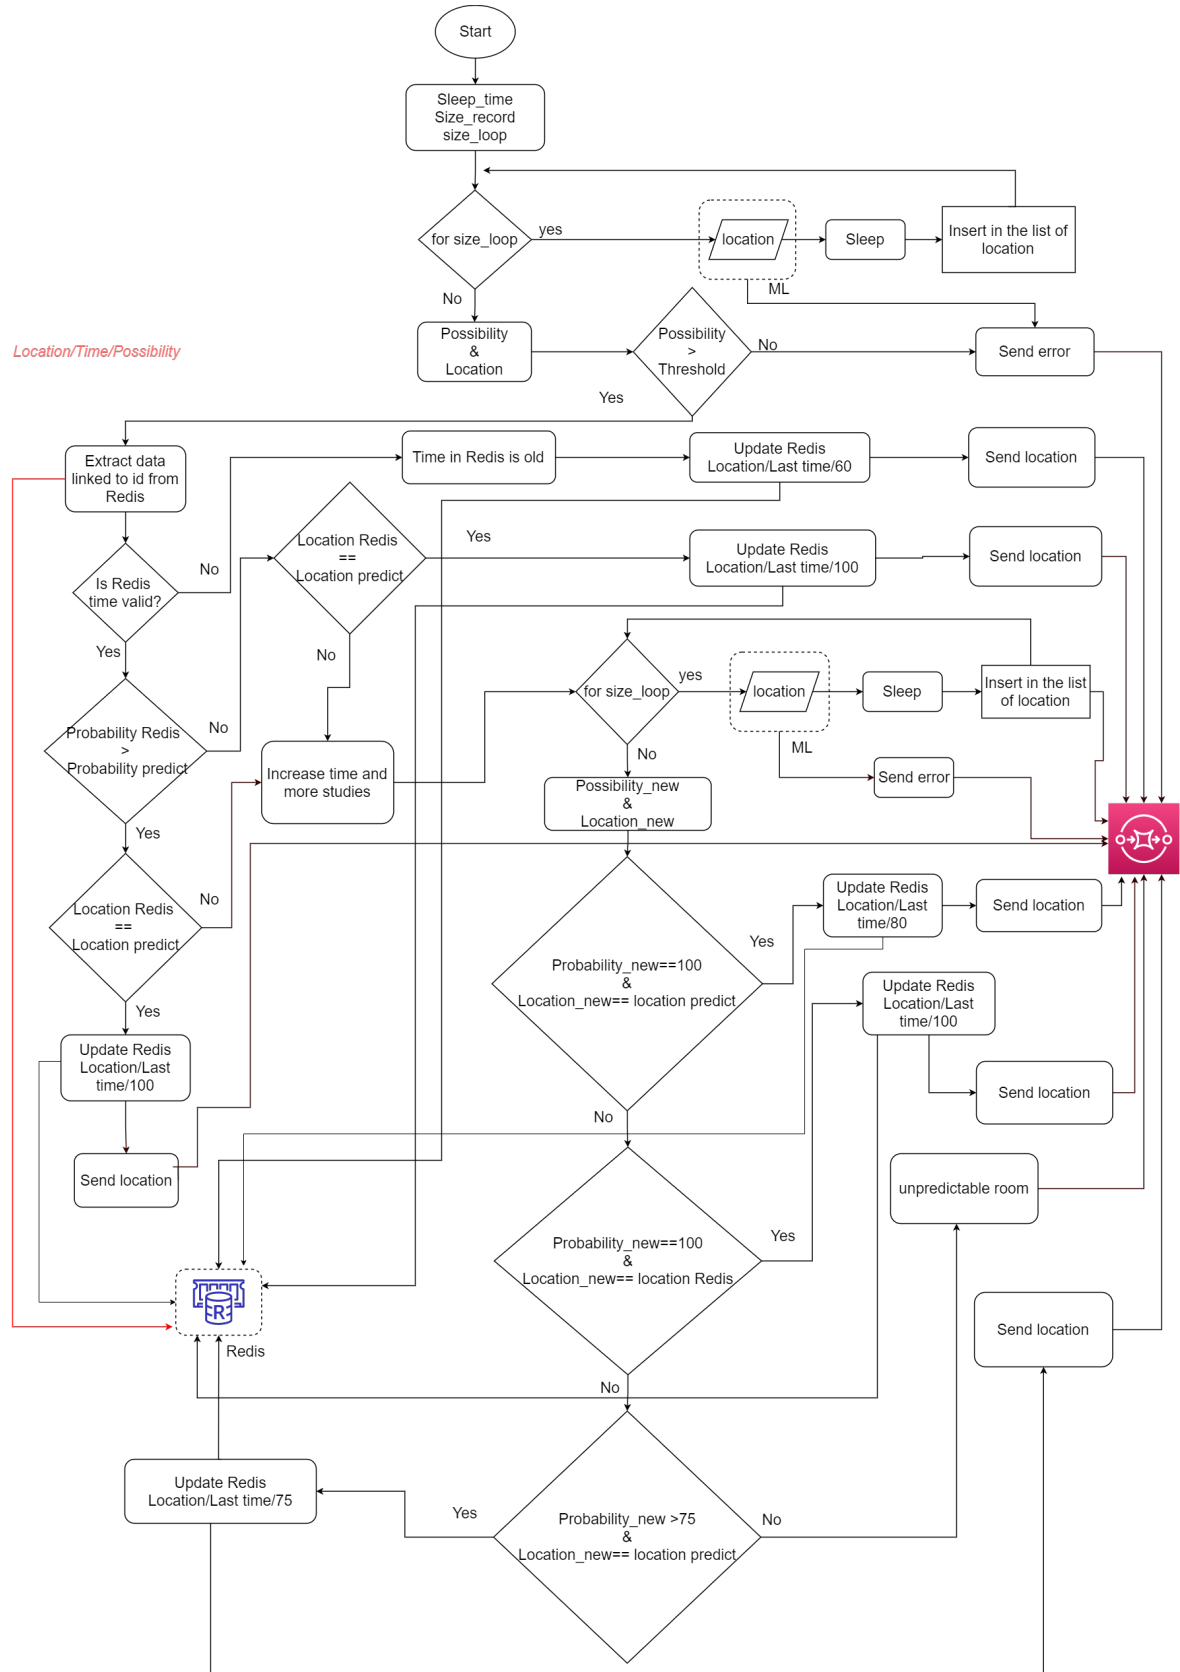 Start
Sleep_time
Size_record
size_loop
for size_loop
yes
location
Sleep
Insert in the list of
location
ML
No
Possibility
&
Location
Possibility
>
Threshold
No
Send error
Yes
Location/Time/Possibility
Extract data
linked to id from
Redis
Time in Redis is old
Update Redis
Location/Last time/60
Send location
Is Redis
time valid?
No
Location Redis
==
Location predict
Yes
Update Redis
Location/Last time/100
Send location
Yes
No
for size_loop
yes
location
Sleep
Insert in the list
of location
ML
Probability Redis
>
Probability predict
No
Increase time and
more studies
No
Send error
Possibility_new
&
Location_new
Yes
Location Redis
==
Location predict
No
Update Redis
Location/Last
time/80
Send location
Yes
Probability_new==100
&
Location_new== location predict
Yes
Update Redis
Location/Last
time/100
Update Redis
Location/Last
time/100
Send location
No
Send location
unpredictable room
Yes
Probability_new==100
&
Location_new== location Redis
R
Redis
Send location
No
Update Redis
Location/Last time/75
Yes
Probability_new >75
&
Location_new== location predict
No